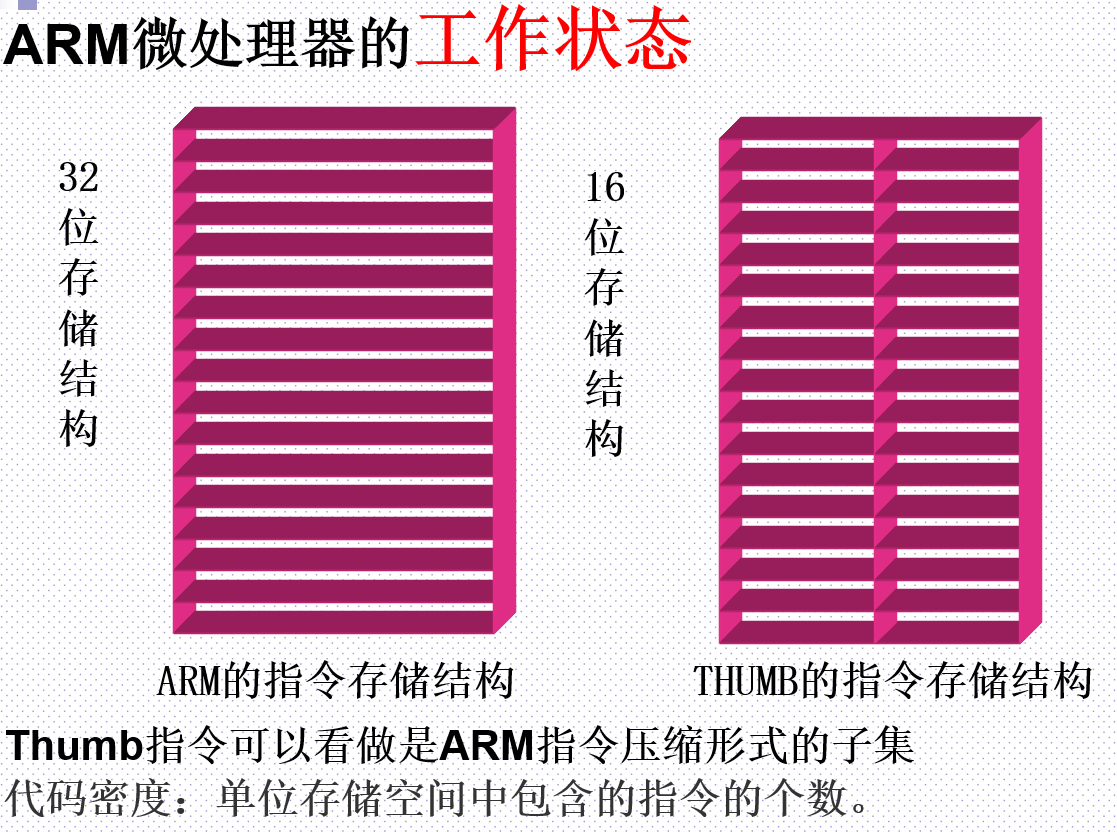 ARM微处理器的工作状态
32位存储结构
16位存储结构
ARM的指令存储结构
THUMB的指令存储结构
Thumb指令可以看做是ARM指令压缩形式的子集
代码密度：单位存储空间中包含的指令的个数。